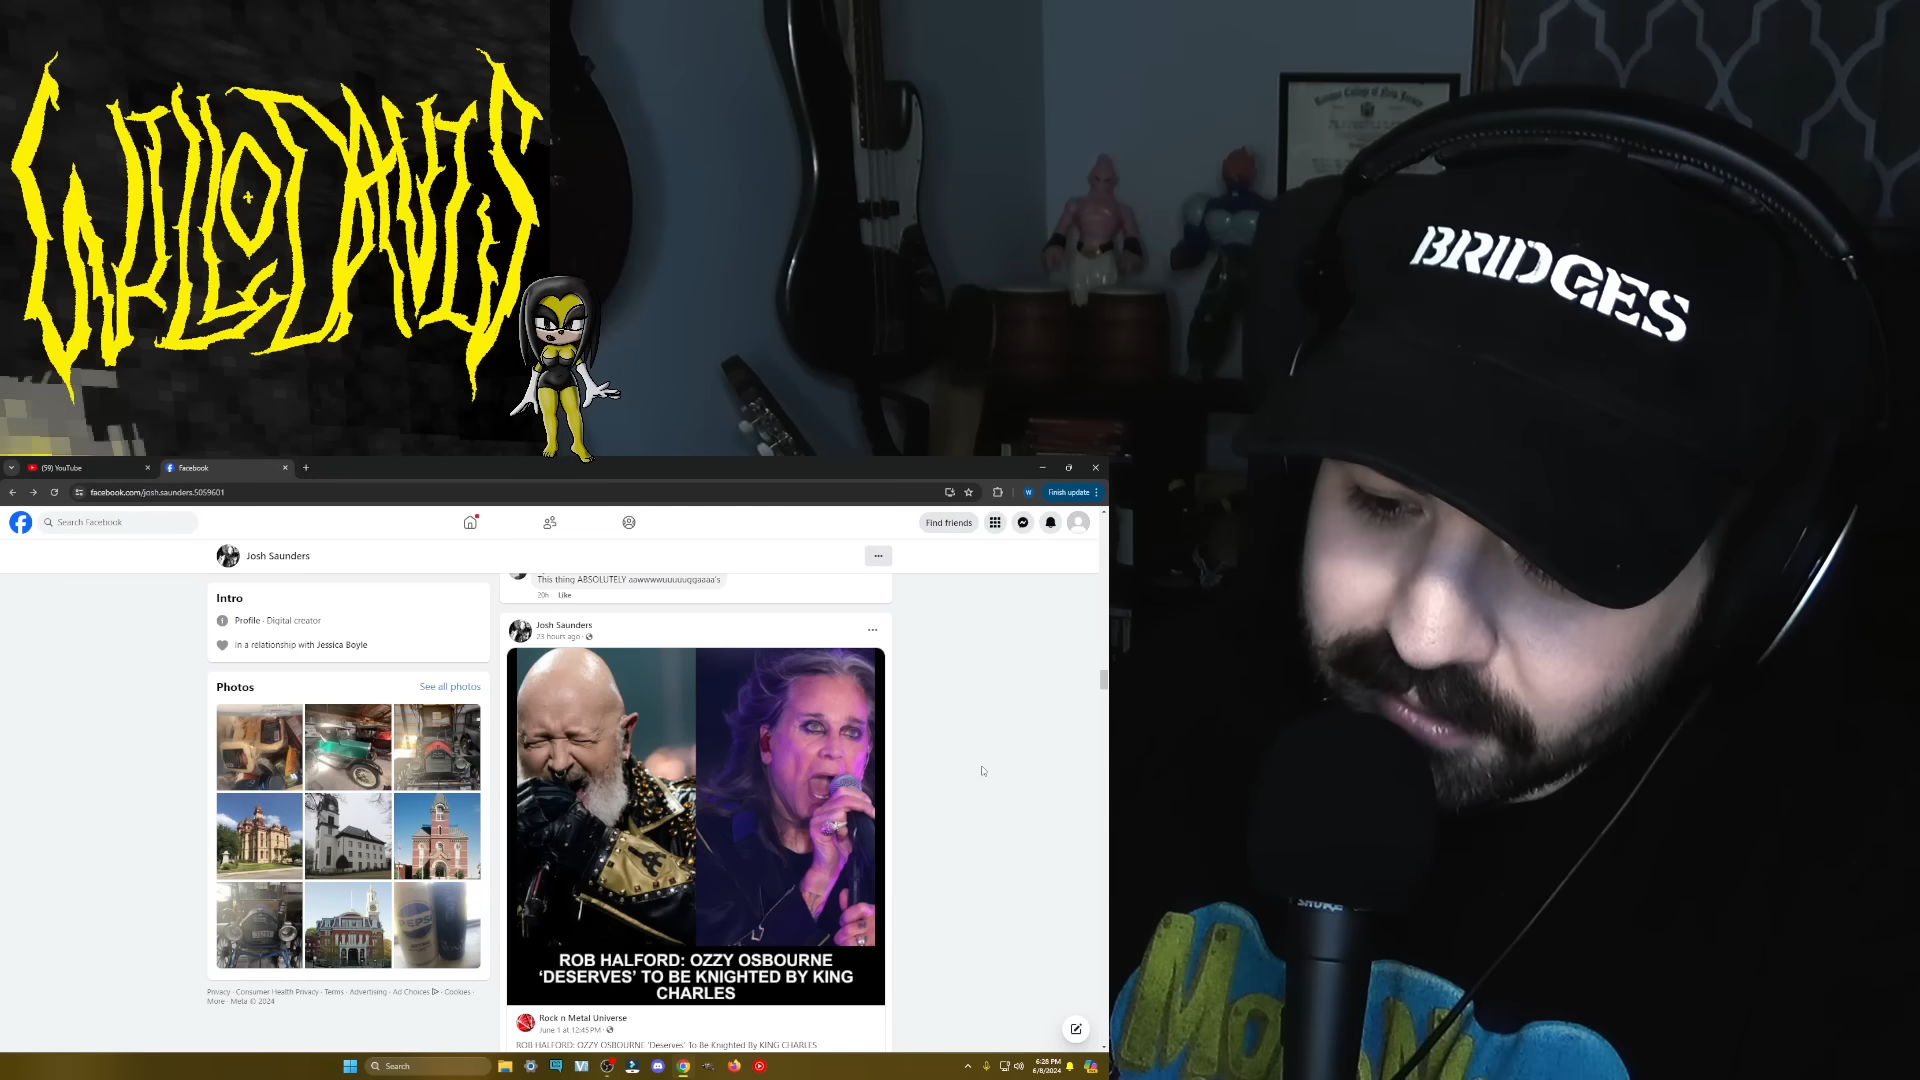 WILLOTAKUS
BRIDGES
SHURE
(59) YouTube
Facebook
facebook.com/josh.saunders.5059601
W
Finish update
Search Facebook
Find friends
Josh Saunders
Intro
Profile · Digital creator
In a relationship with Jessica Boyle
Photos
See all photos
PEPSI
Privacy · Consumer Health Privacy · Terms · Advertising · Ad Choices · Cookies ·
More · Meta © 2024
This thing ABSOLUTELY aawwwwuuuuuggaaaa's
20h Like
Josh Saunders
23 hours ago ·
ROB HALFORD: OZZY OSBOURNE
‘DESERVES’ TO BE KNIGHTED BY KING
CHARLES
Rock n Metal Universe
June 1 at 12:45 PM ·
ROB HALFORD: OZZY OSBOURNE ‘Deserves’ To Be Knighted By KING CHARLES
Search
6:28 PM
6/8/2024